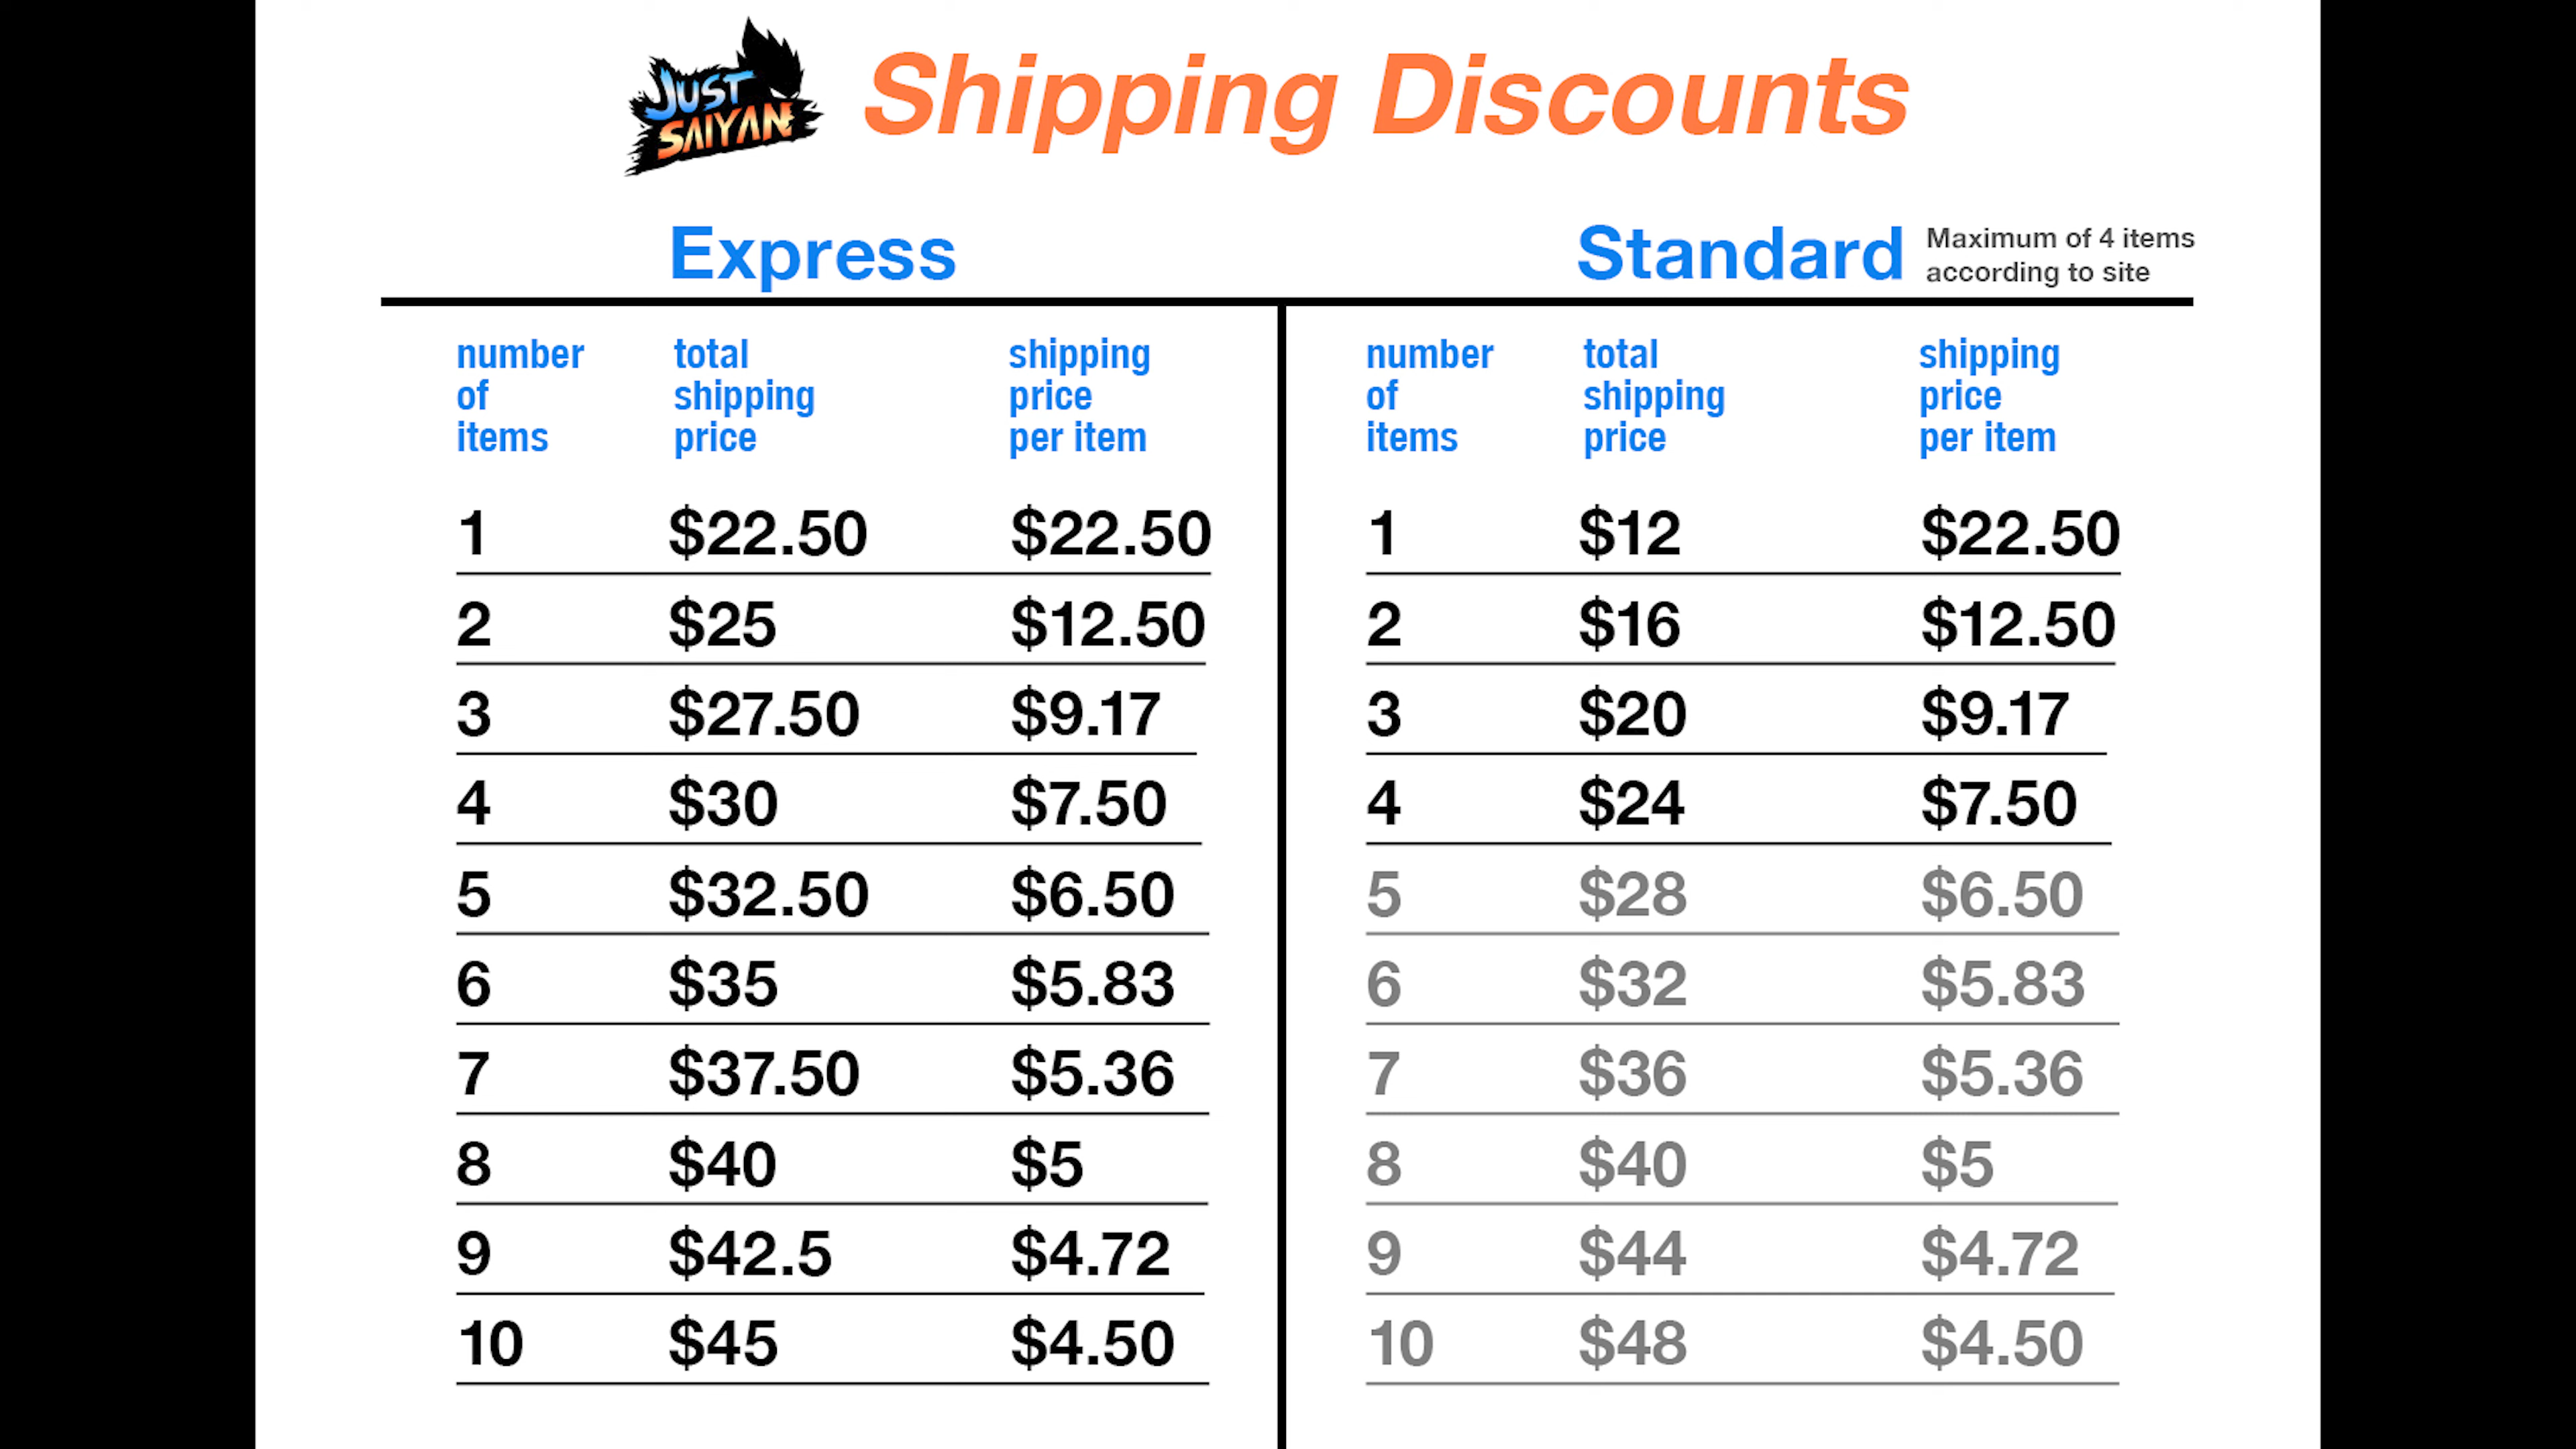 JUST
SAIYAN
Shipping Discounts
Express
number of items total shipping price shipping price per item
1 $22.50 $22.50
2 $25 $12.50
3 $27.50 $9.17
4 $30 $7.50
5 $32.50 $6.50
6 $35 $5.83
7 $37.50 $5.36
8 $40 $5
9 $42.5 $4.72
10 $45 $4.50
Standard
Maximum of 4 items
according to site
number of items total shipping price shipping price per item
1 $12 $22.50
2 $16 $12.50
3 $20 $9.17
4 $24 $7.50
5 $28 $6.50
6 $32 $5.83
7 $36 $5.36
8 $40 $5
9 $44 $4.72
10 $48 $4.50